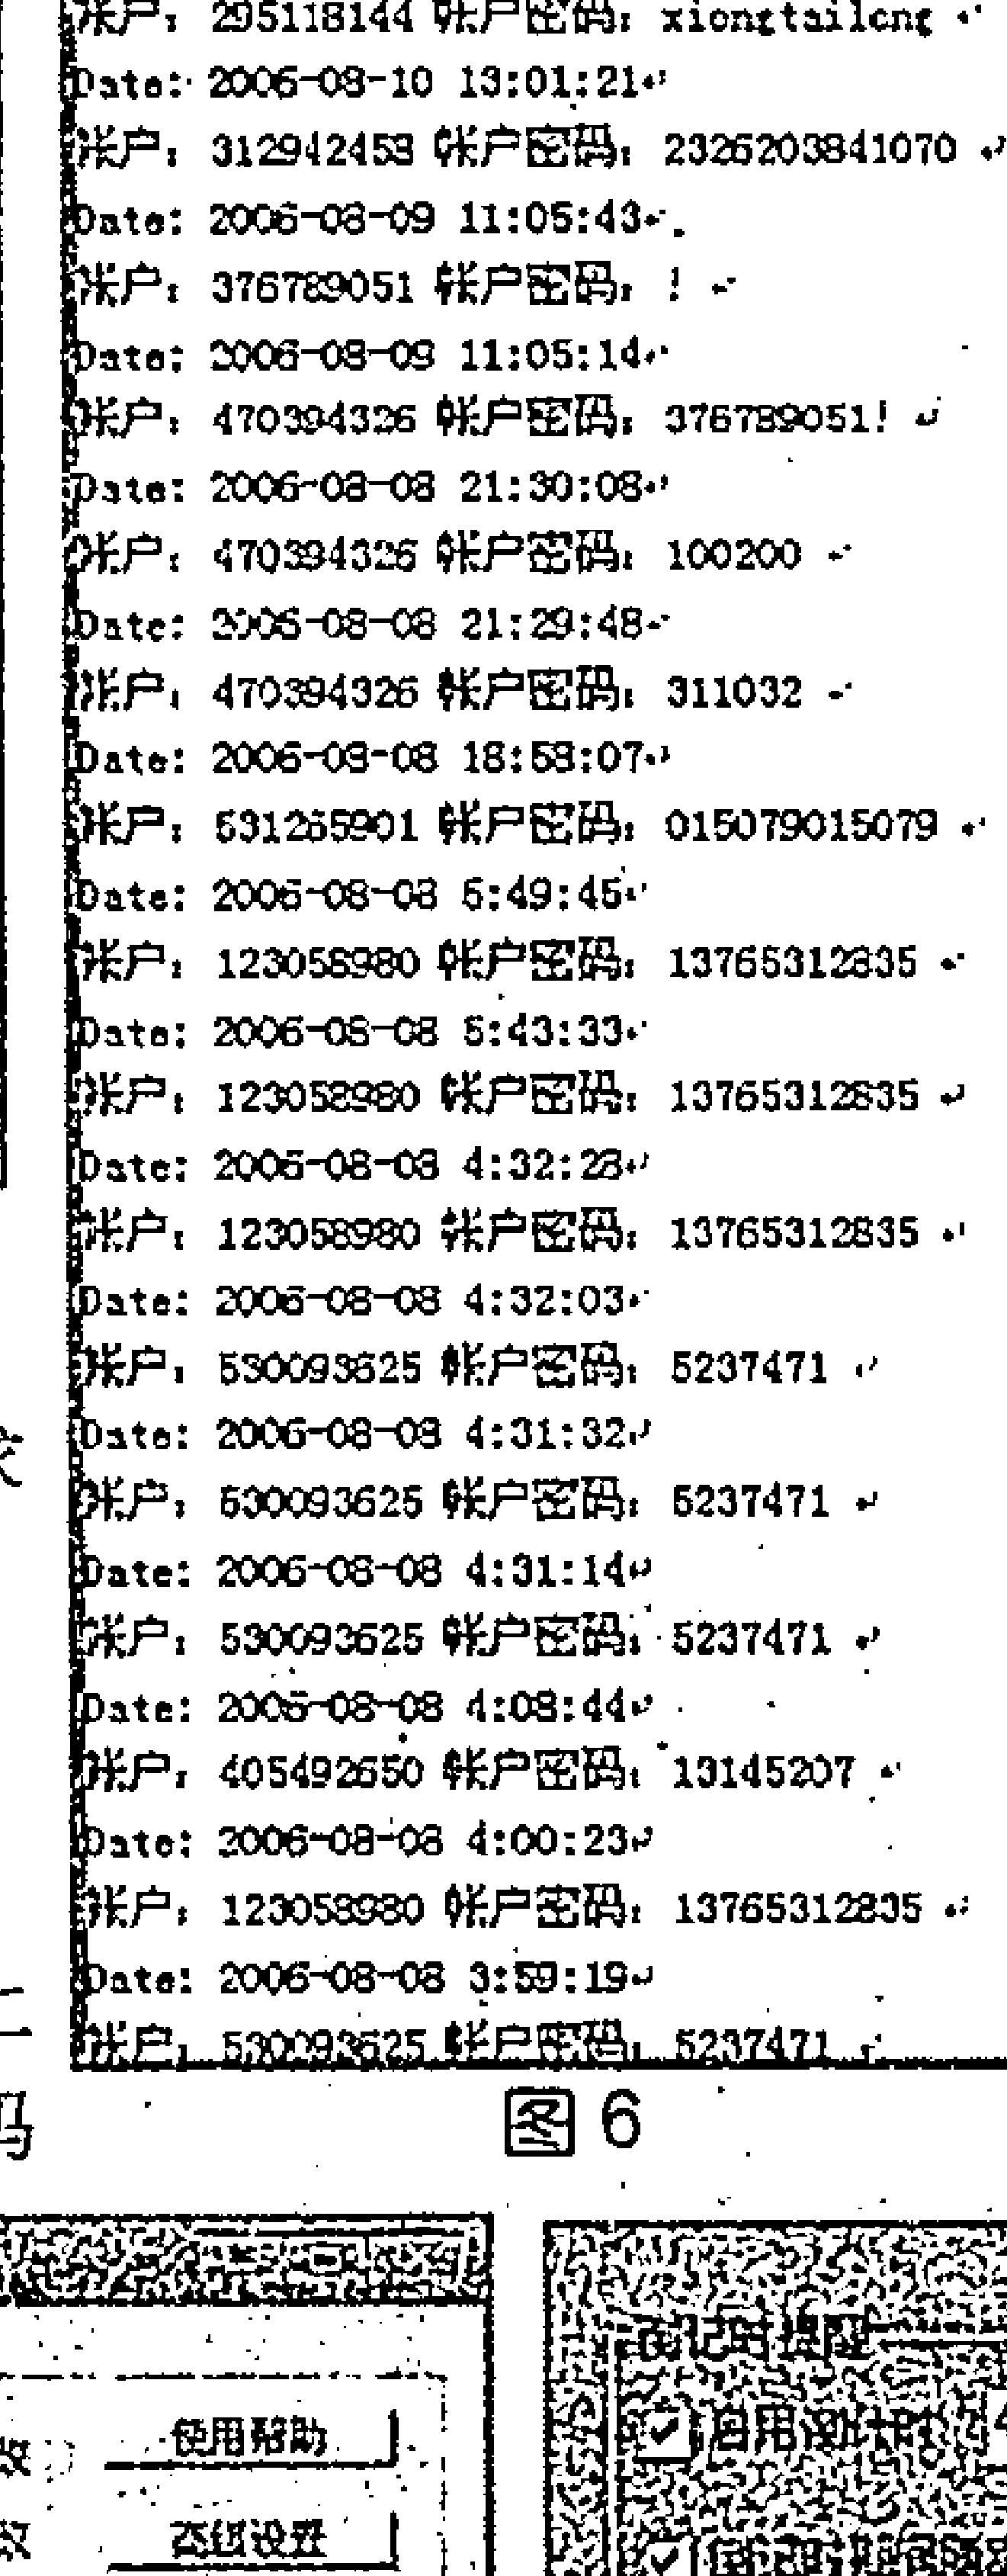 帐户：295118144 帐户密码：
Date: 2006-08-10 13:01:21
帐户：312942458 帐户密码：2326203841070
Date: 2006-08-09 11:05:43
帐户：376789051 帐户密码：!
Date: 2006-08-09 11:05:14
帐户：470394326 帐户密码：376789051!
Date: 2006-08-08 21:30:08
帐户：470394326 帐户密码：100200
Date: 2006-08-08 21:29:48
帐户：470394326 帐户密码：311032
Date: 2006-08-08 18:58:07
帐户：531265901 帐户密码：015079015079
Date: 2006-08-08 5:49:45
帐户：123058980 帐户密码：13765312835
Date: 2006-08-08 5:43:33
帐户：123058980 帐户密码：13765312835
Date: 2006-08-08 4:32:28
帐户：123058980 帐户密码：13765312835
Date: 2006-08-08 4:32:03
帐户：530093625 帐户密码：5237471
Date: 2006-08-08 4:31:32
帐户：530093625 帐户密码：5237471
Date: 2006-08-08 4:31:14
帐户：530093625 帐户密码：5237471
Date: 2006-08-08 4:08:44
帐户：405492650 帐户密码：13145207
Date: 2006-08-08 4:00:23
帐户：123058980 帐户密码：13765312835
Date: 2006-08-08 3:59:19
帐户：530093625 帐户密码：5237471
码
图 6
使用帮助
高级设置
启用